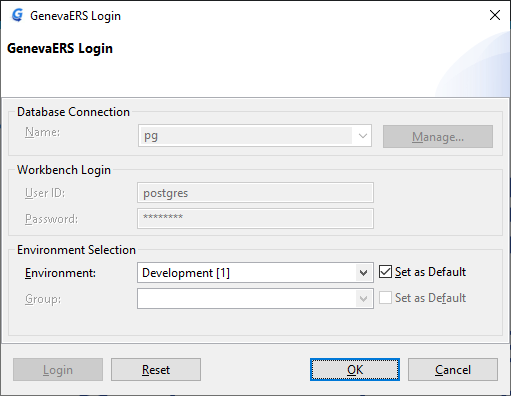 GenevaERS Login
GenevaERS Login
Database Connection
Name: pg Manage...
Workbench Login
User ID: postgres
Password: ********
Environment Selection
Environment: Development [1] Set as Default
Group: Set as Default
Login Reset OK Cancel